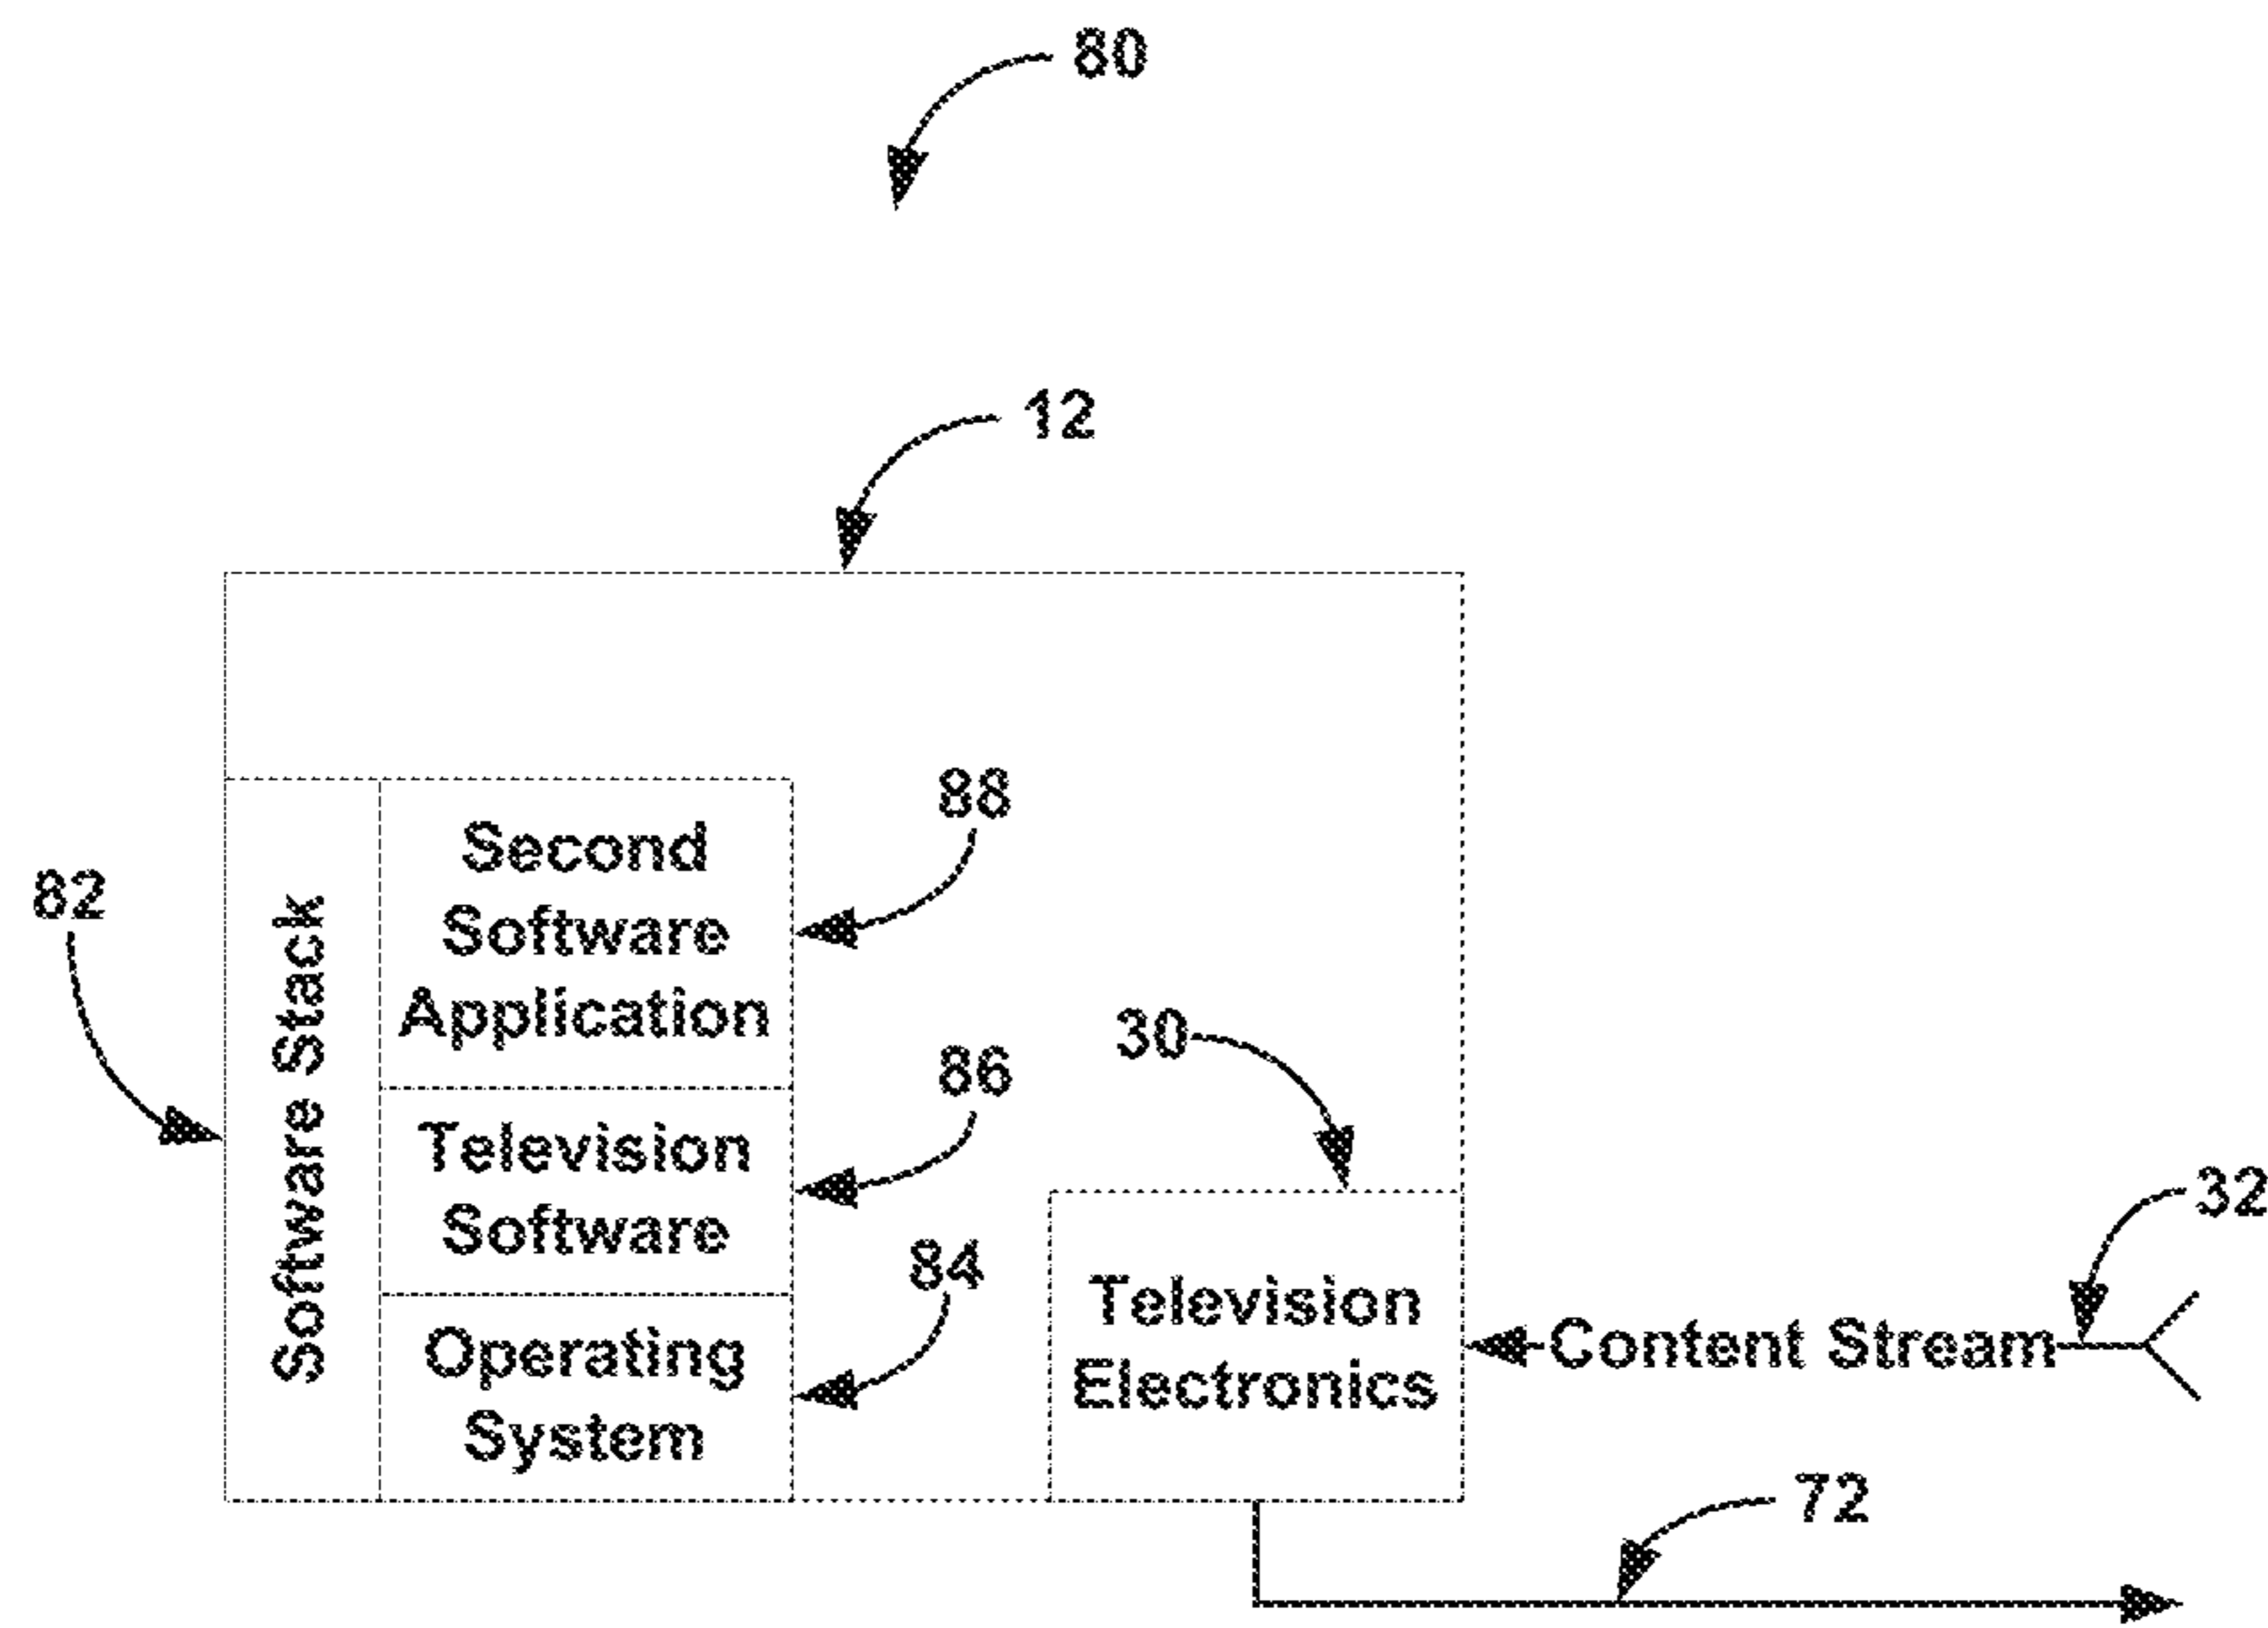 80
12
88
82
Software Stack
Second
Software
Application
30
86
Television
Software
32
84
Television
Electronics
Content Stream
Operating
System
72